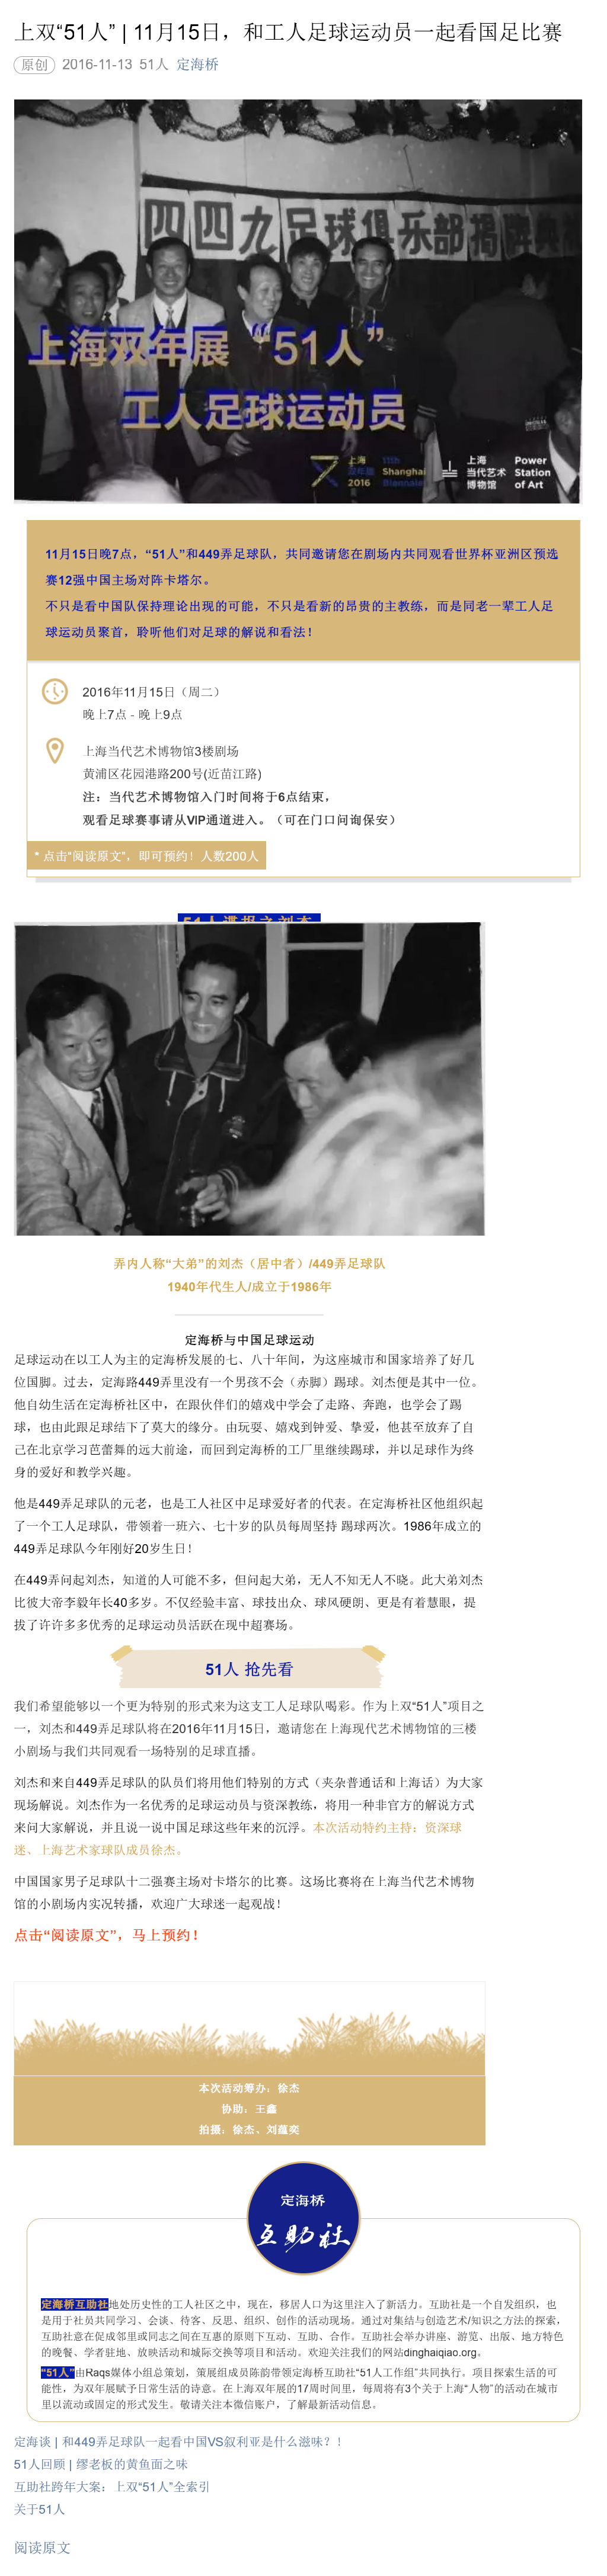 上双“51人” | 11月15日，和工人足球运动员一起看国足比赛
原创 2016-11-13 51人 定海桥
四四九足球俱乐部揭牌典
上海双年展 “51人”
工人足球运动员
上海
双年展
2016
11th
Shanghai
Biennale
上海
当代艺术
博物馆
Power
Station
of Art
11月15日晚7点，“51人”和449弄足球队，共同邀请您在剧场内共同观看世界杯亚洲区预选
赛12强中国主场对阵卡塔尔。
不只是看中国队保持理论出现的可能，不只是看新的昂贵的主教练，而是同老一辈工人足
球运动员聚首，聆听他们对足球的解说和看法！
2016年11月15日（周二）
晚上7点 - 晚上9点
上海当代艺术博物馆3楼剧场
黄浦区花园港路200号(近苗江路)
注：当代艺术博物馆入门时间将于6点结束，
观看足球赛事请从VIP通道进入。（可在门口问询保安）
* 点击“阅读原文”，即可预约！人数200人
51人谍报之刘杰
弄内人称“大弟”的刘杰（居中者）/449弄足球队
1940年代生人/成立于1986年
定海桥与中国足球运动
足球运动在以工人为主的定海桥发展的七、八十年间，为这座城市和国家培养了好几
位国脚。过去，定海路449弄里没有一个男孩不会（赤脚）踢球。刘杰便是其中一位。
他自幼生活在定海桥社区中，在跟伙伴们的嬉戏中学会了走路、奔跑，也学会了踢
球，也由此跟足球结下了莫大的缘分。由玩耍、嬉戏到钟爱、挚爱，他甚至放弃了自
己在北京学习芭蕾舞的远大前途，而回到定海桥的工厂里继续踢球，并以足球作为终
身的爱好和教学兴趣。
他是449弄足球队的元老，也是工人社区中足球爱好者的代表。在定海桥社区他组织起
了一个工人足球队，带领着一班六、七十岁的队员每周坚持 踢球两次。1986年成立的
449弄足球队今年刚好20岁生日！
在449弄问起刘杰，知道的人可能不多，但问起大弟，无人不知无人不晓。此大弟刘杰
比彼大帝李毅年长40多岁。不仅经验丰富、球技出众、球风硬朗、更是有着慧眼，提
拔了许许多多优秀的足球运动员活跃在现中超赛场。
51人 抢先看
我们希望能够以一个更为特别的形式来为这支工人足球队喝彩。作为上双“51人”项目之
一，刘杰和449弄足球队将在2016年11月15日，邀请您在上海现代艺术博物馆的三楼
小剧场与我们共同观看一场特别的足球直播。
刘杰和来自449弄足球队的队员们将用他们特别的方式（夹杂普通话和上海话）为大家
现场解说。刘杰作为一名优秀的足球运动员与资深教练，将用一种非官方的解说方式
来向大家解说，并且说一说中国足球这些年来的沉浮。本次活动特约主持：资深球
迷、上海艺术家球队成员徐杰。
中国国家男子足球队十二强赛主场对卡塔尔的比赛。这场比赛将在上海当代艺术博物
馆的小剧场内实况转播，欢迎广大球迷一起观战！
点击“阅读原文”，马上预约！
本次活动筹办：徐杰
协助：王鑫
拍摄：徐杰、刘蕴奕
定海桥
互助社
定海桥互助社地处历史性的工人社区之中，现在，移居人口为这里注入了新活力。互助社是一个自发组织，也
是用于社员共同学习、会谈、待客、反思、组织、创作的活动现场。通过对集结与创造艺术/知识之方法的探索，
互助社意在促成邻里或同志之间在互惠的原则下互动、互助、合作。互助社会举办讲座、游览、出版、地方特色
的晚餐、学者驻地、放映活动和城际交换等项目和活动。欢迎关注我们的网站dinghaiqiao.org。
“51人”由Raqs媒体小组总策划，策展组成员陈韵带领定海桥互助社“51人工作组”共同执行。项目探索生活的可
能性，为双年展赋予日常生活的诗意。在上海双年展的17周时间里，每周将有3个关于上海“人物”的活动在城市
里以流动或固定的形式发生。敬请关注本微信账户，了解最新活动信息。
定海谈 | 和449弄足球队一起看中国VS叙利亚是什么滋味？！
51人回顾 | 缪老板的黄鱼面之味
互助社跨年大案：上双“51人”全索引
关于51人
阅读原文